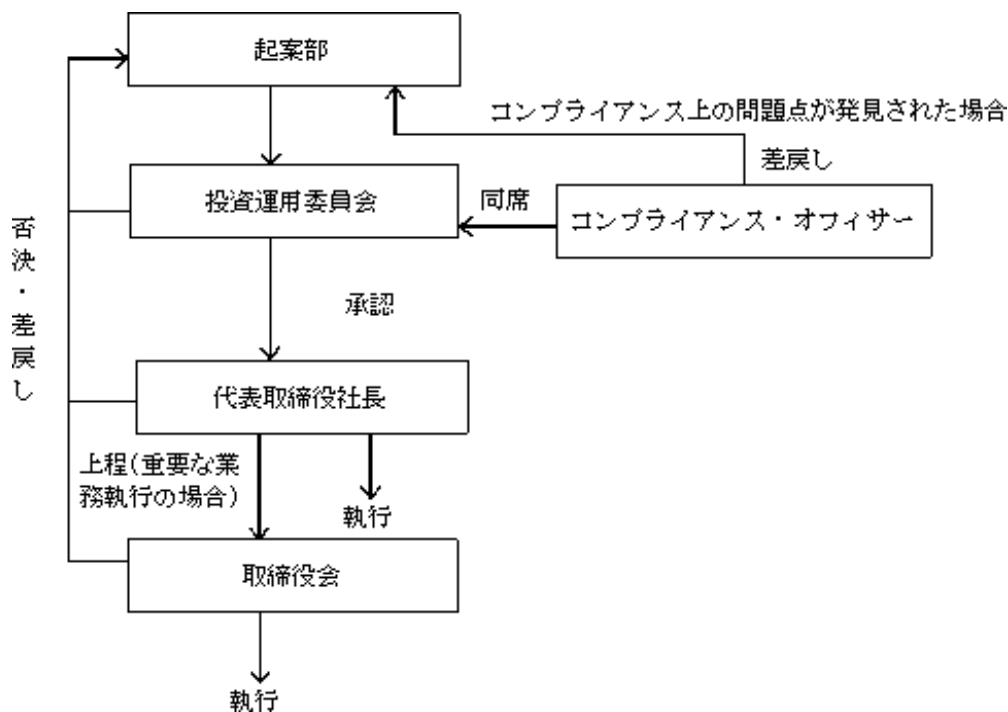 起案部
コンプライアンス上の問題点が発見された場合
差戻し
投資運用委員会
同席
コンプライアンス・オフィサー
否決・差戻し
承認
代表取締役社長
上程(重要な業
務執行の場合)
執行
取締役会
執行